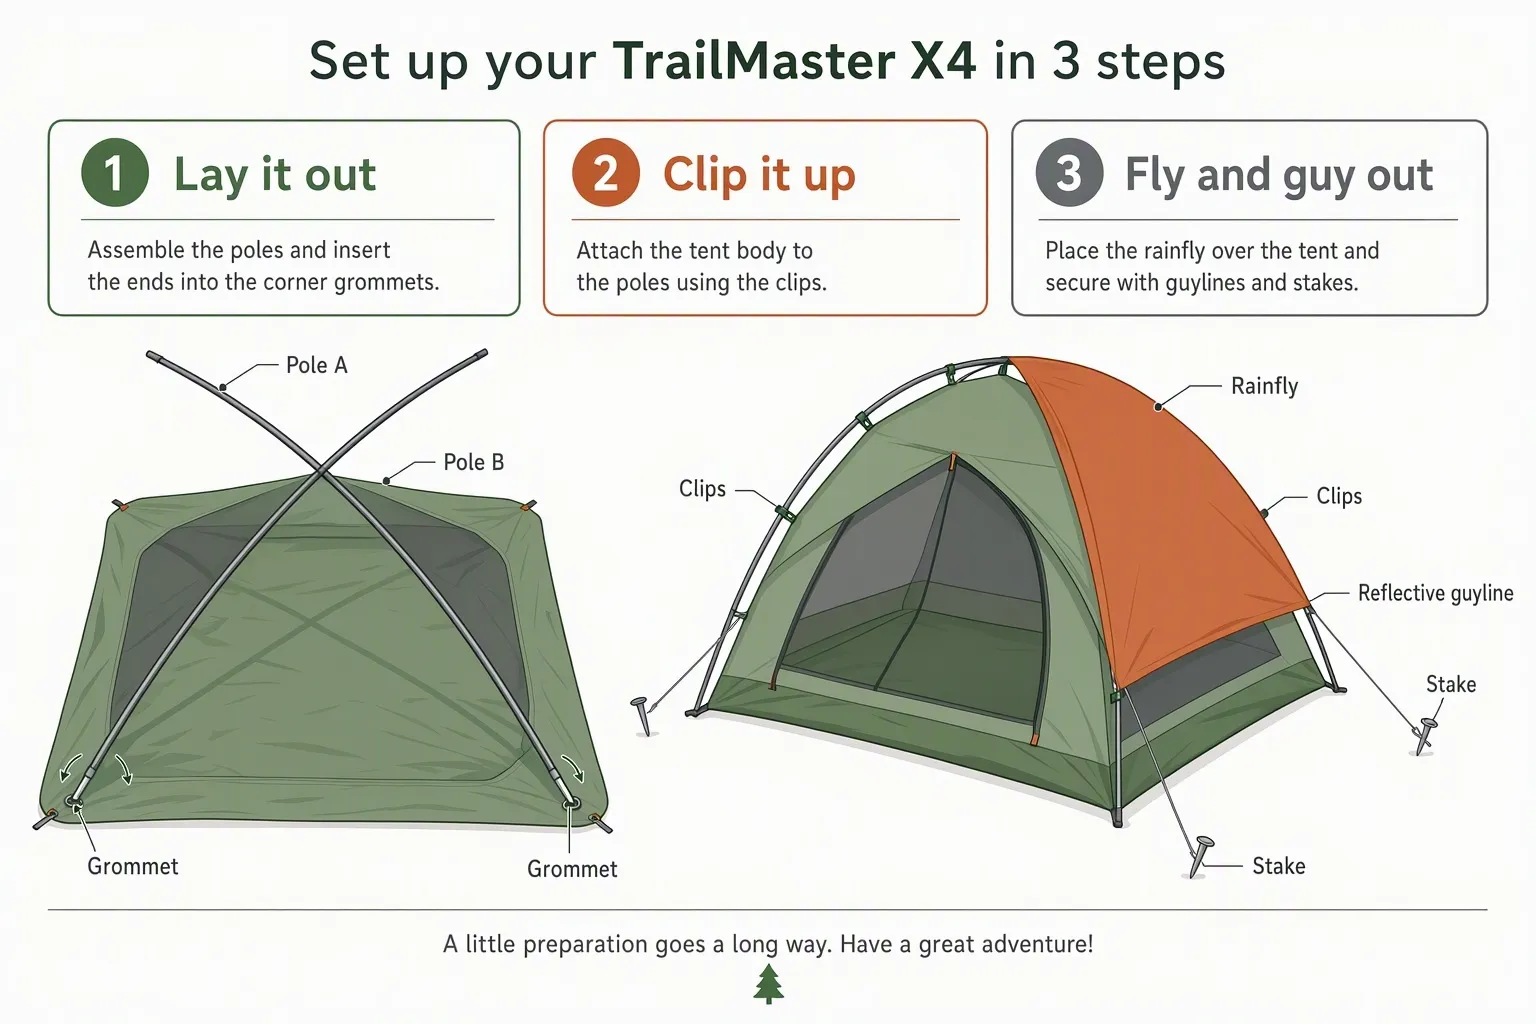 Set up your TrailMaster X4 in 3 steps
1 Lay it out
Assemble the poles and insert
the ends into the corner grommets.
2 Clip it up
Attach the tent body to
the poles using the clips.
3 Fly and guy out
Place the rainfly over the tent and
secure with guylines and stakes.
Pole A
Pole B
Grommet
Grommet
Clips
Rainfly
Clips
Reflective guyline
Stake
Stake
A little preparation goes a long way. Have a great adventure!